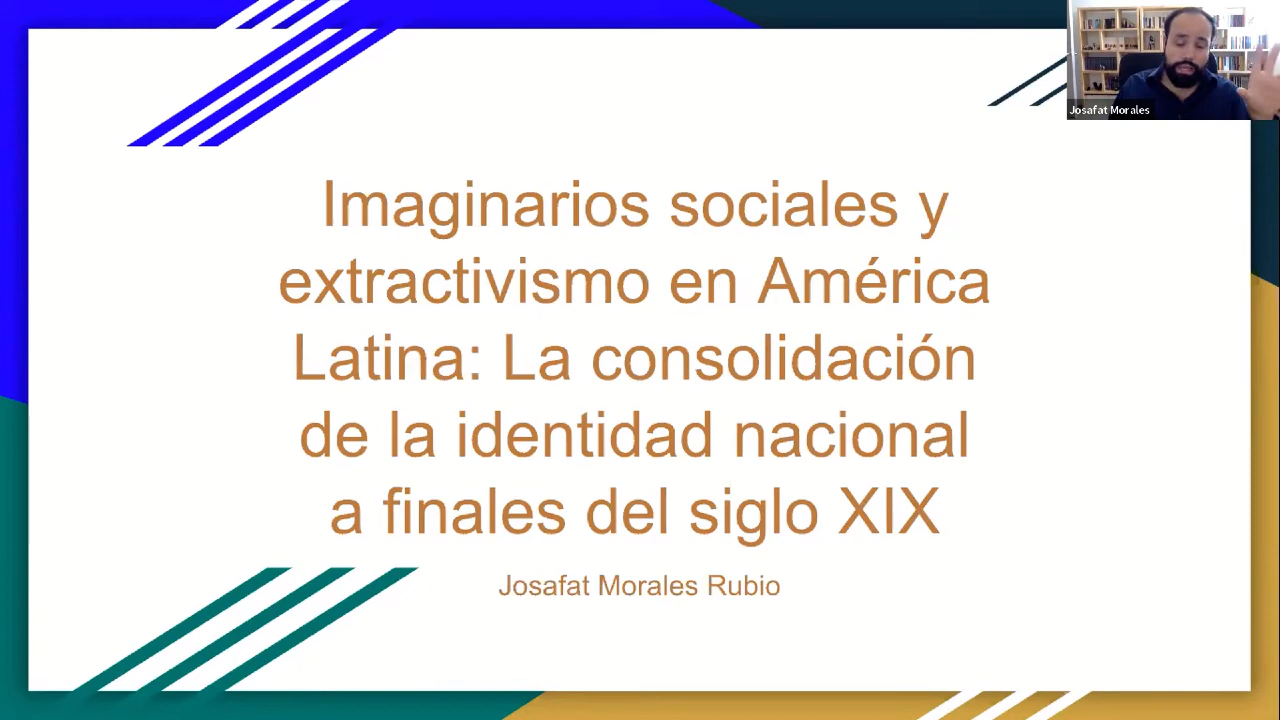 Josafat Morales
Imaginarios sociales y
extractivismo en América
Latina: La consolidación
de la identidad nacional
a finales del siglo XIX
Josafat Morales Rubio